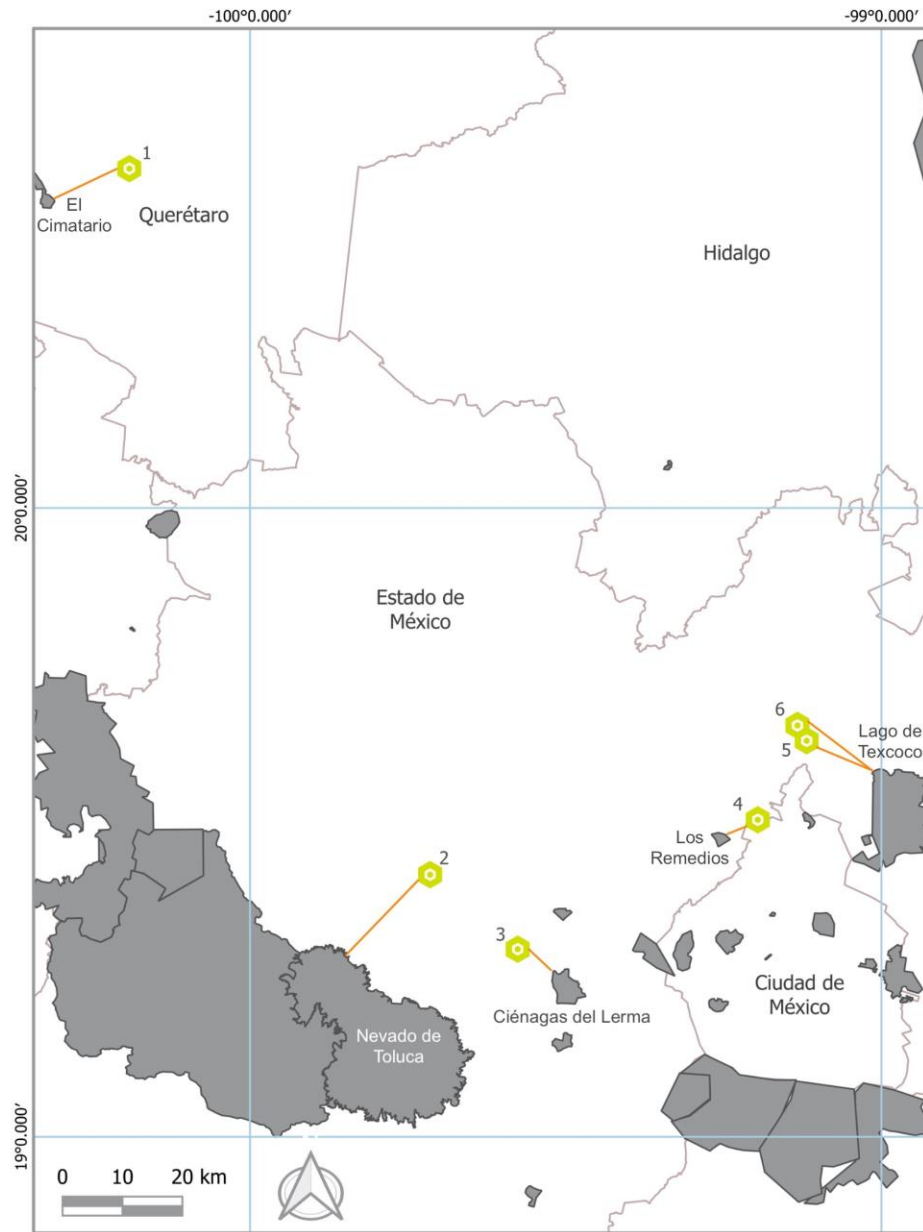 -100°0.000’
-99°0.000’
1
El
Cimatario
Querétaro
Hidalgo
20°0.000’
Estado de
México
6
5
Lago de
Texcoco
4
Los
Remedios
2
3
Ciudad de
México
Ciénagas del Lerma
Nevado de
Toluca
19°0.000’
0 10 20 km